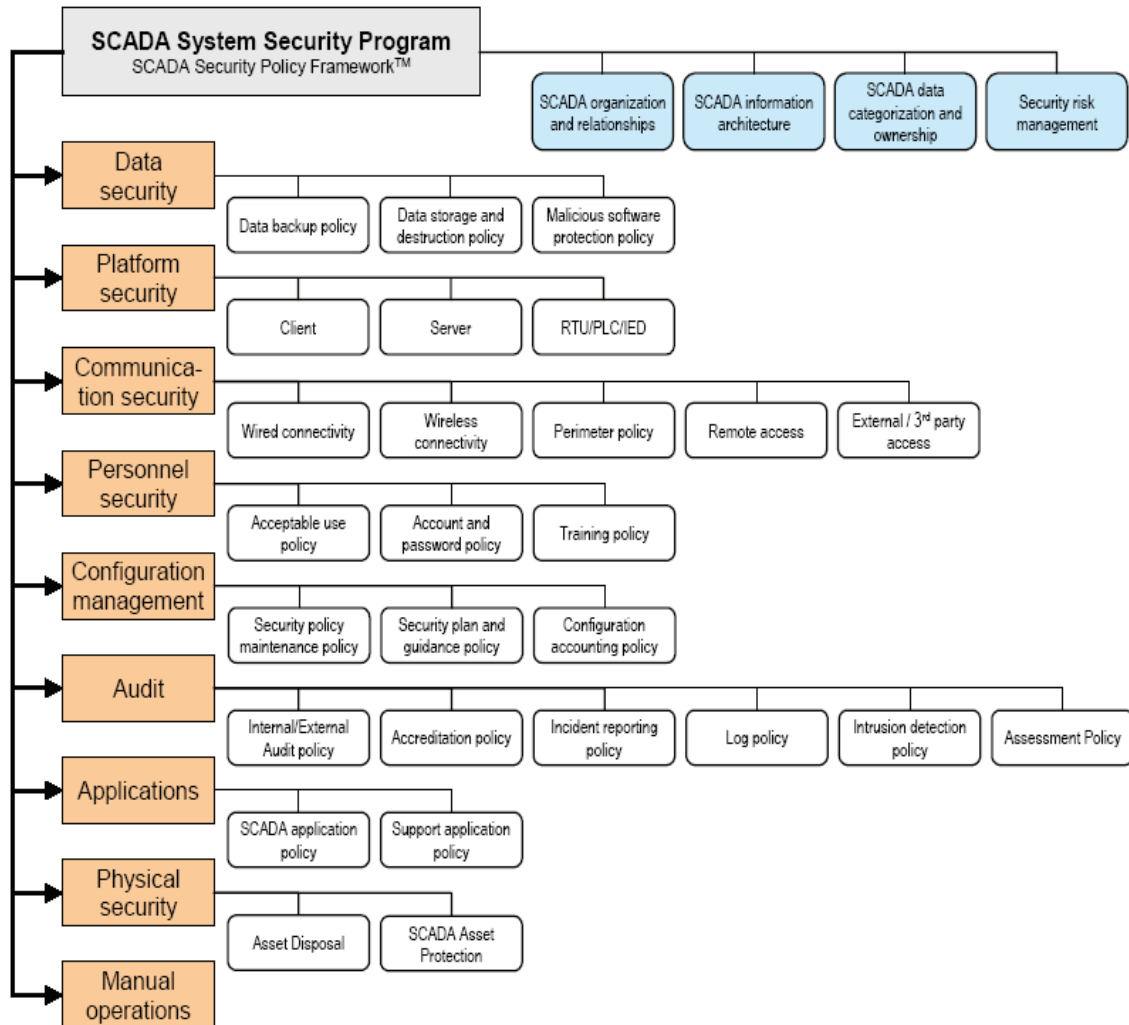 SCADA System Security Program
SCADA Security Policy Framework™
SCADA organization
and relationships
SCADA information
architecture
SCADA data
categorization and
ownership
Security risk
management
Data
security
Data backup policy
Data storage and
destruction policy
Malicious software
protection policy
Platform
security
Client
Server
RTU/PLC/IED
Communica-
tion security
Wired connectivity
Wireless
connectivity
Perimeter policy
Remote access
External / 3rd party
access
Personnel
security
Acceptable use
policy
Account and
password policy
Training policy
Configuration
management
Security policy
maintenance policy
Security plan and
guidance policy
Configuration
accounting policy
Audit
Internal/External
Audit policy
Accreditation policy
Incident reporting
policy
Log policy
Intrusion detection
policy
Assessment Policy
Applications
SCADA application
policy
Support application
policy
Physical
security
Asset Disposal
SCADA Asset
Protection
Manual
operations